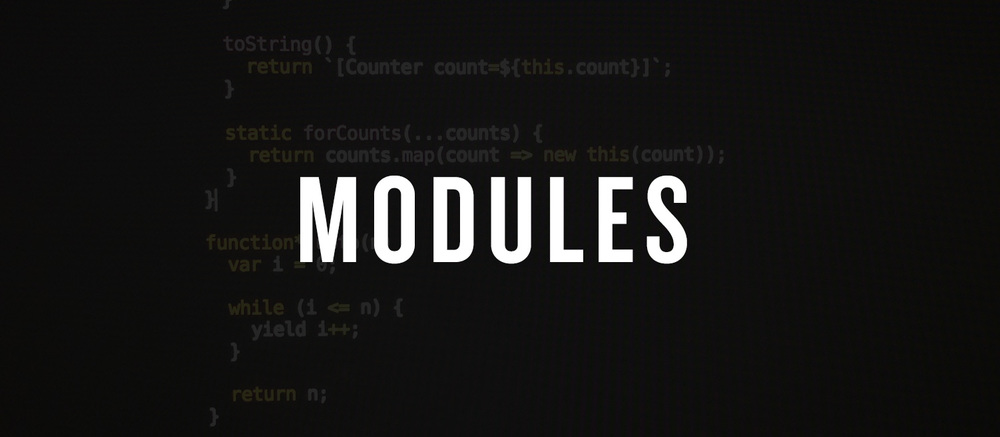 }
toString() {
return `[Counter count=${this.count}]`;
}
static forCounts(...counts) {
return counts.map(count => new this(count));
}
}
MODULES
function*
var i = 0;
while (i <= n) {
yield i++;
}
return n;
}